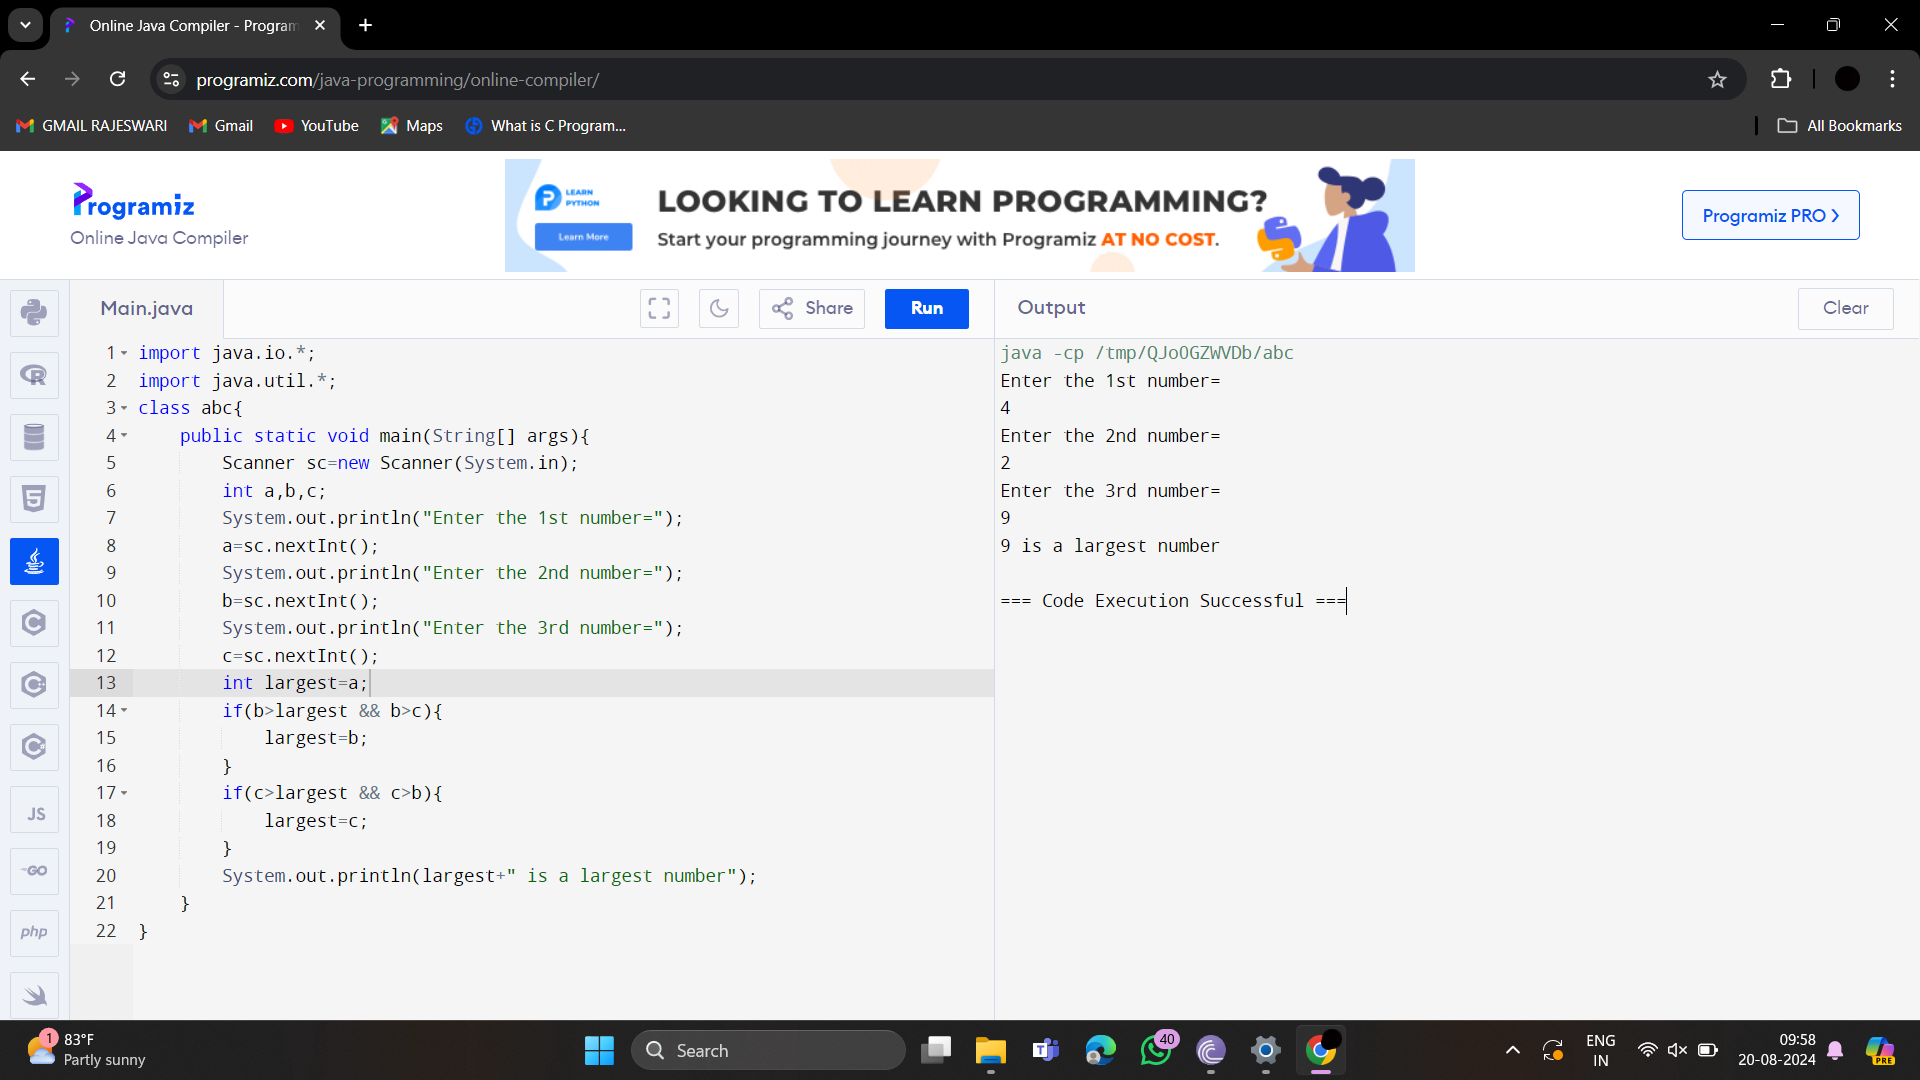 Online Java Compiler - Program
programiz.com/java-programming/online-compiler/
GMAIL RAJESWARI
Gmail
YouTube
Maps
What is C Program...
All Bookmarks
Programiz
Online Java Compiler
LEARN PYTHON
Learn More
LOOKING TO LEARN PROGRAMMING?
Start your programming journey with Programiz AT NO COST.
Programiz PRO
Main.java
Share
Run
Output
Clear
1 import java.io.*;
2 import java.util.*;
3 class abc{
4 public static void main(String[] args){
5 Scanner sc=new Scanner(System.in);
6 int a,b,c;
7 System.out.println("Enter the 1st number=");
8 a=sc.nextInt();
9 System.out.println("Enter the 2nd number=");
10 b=sc.nextInt();
11 System.out.println("Enter the 3rd number=");
12 c=sc.nextInt();
13 int largest=a;
14 if(b>largest && b>c){
15 largest=b;
16 }
17 if(c>largest && c>b){
18 largest=c;
19 }
20 System.out.println(largest+" is a largest number");
21 }
22 }
java -cp /tmp/QJoOGZWVDb/abc
Enter the 1st number=
4
Enter the 2nd number=
2
Enter the 3rd number=
9
9 is a largest number
=== Code Execution Successful ===
JS
GO
php
1
83°F
Partly sunny
Search
40
ENG
IN
09:58
20-08-2024
PRE